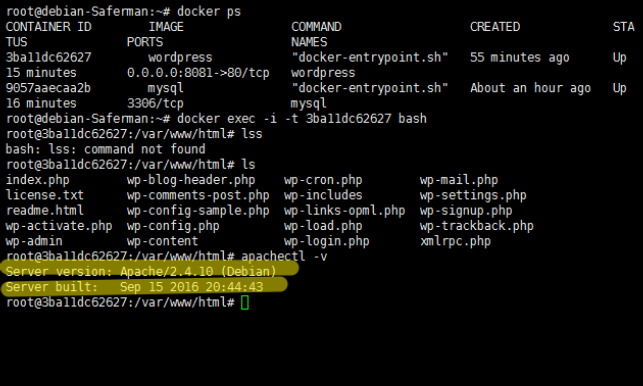 root@debian-Saferman:~# docker ps
CONTAINER ID        IMAGE               COMMAND                  CREATED             STA
TUS              PORTS                  NAMES
3ba11dc62627        wordpress           "docker-entrypoint.sh"   55 minutes ago      Up
15 minutes       0.0.0.0:8081->80/tcp   wordpress
9057aaecaa2b        mysql               "docker-entrypoint.sh"   About an hour ago   Up
16 minutes       3306/tcp               mysql
root@debian-Saferman:~# docker exec -i -t 3ba11dc62627 bash
root@3ba11dc62627:/var/www/html# lss
bash: lss: command not found
root@3ba11dc62627:/var/www/html# ls
index.php        wp-blog-header.php    wp-cron.php        wp-mail.php
license.txt      wp-comments-post.php  wp-includes        wp-settings.php
readme.html      wp-config-sample.php  wp-links-opml.php  wp-signup.php
wp-activate.php  wp-config.php         wp-load.php        wp-trackback.php
wp-admin         wp-content            wp-login.php       xmlrpc.php
root@3ba11dc62627:/var/www/html# apachectl -v
Server version: Apache/2.4.10 (Debian)
Server built:   Sep 15 2016 20:44:43
root@3ba11dc62627:/var/www/html#